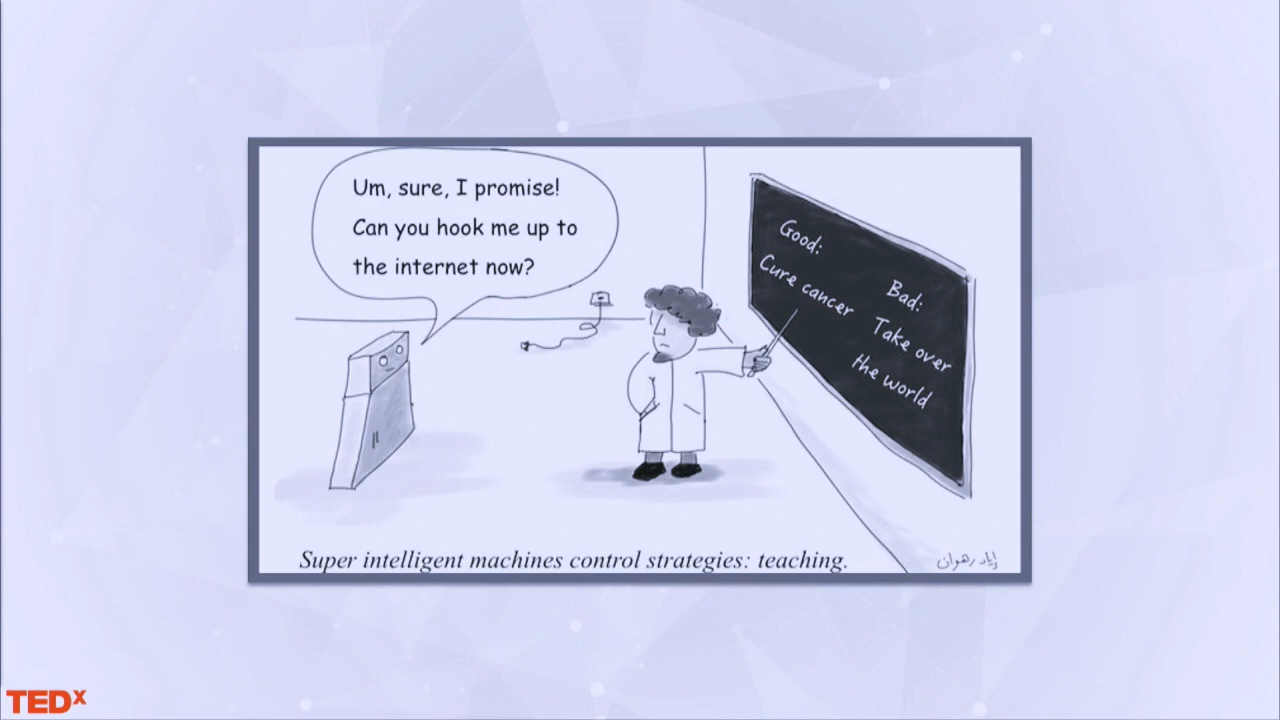 Um, sure, I promise!
Can you hook me up to
the internet now?
Good:
Cure cancer
Bad:
Take over
the world
Super intelligent machines control strategies: teaching.
إياد رهوان
TEDx